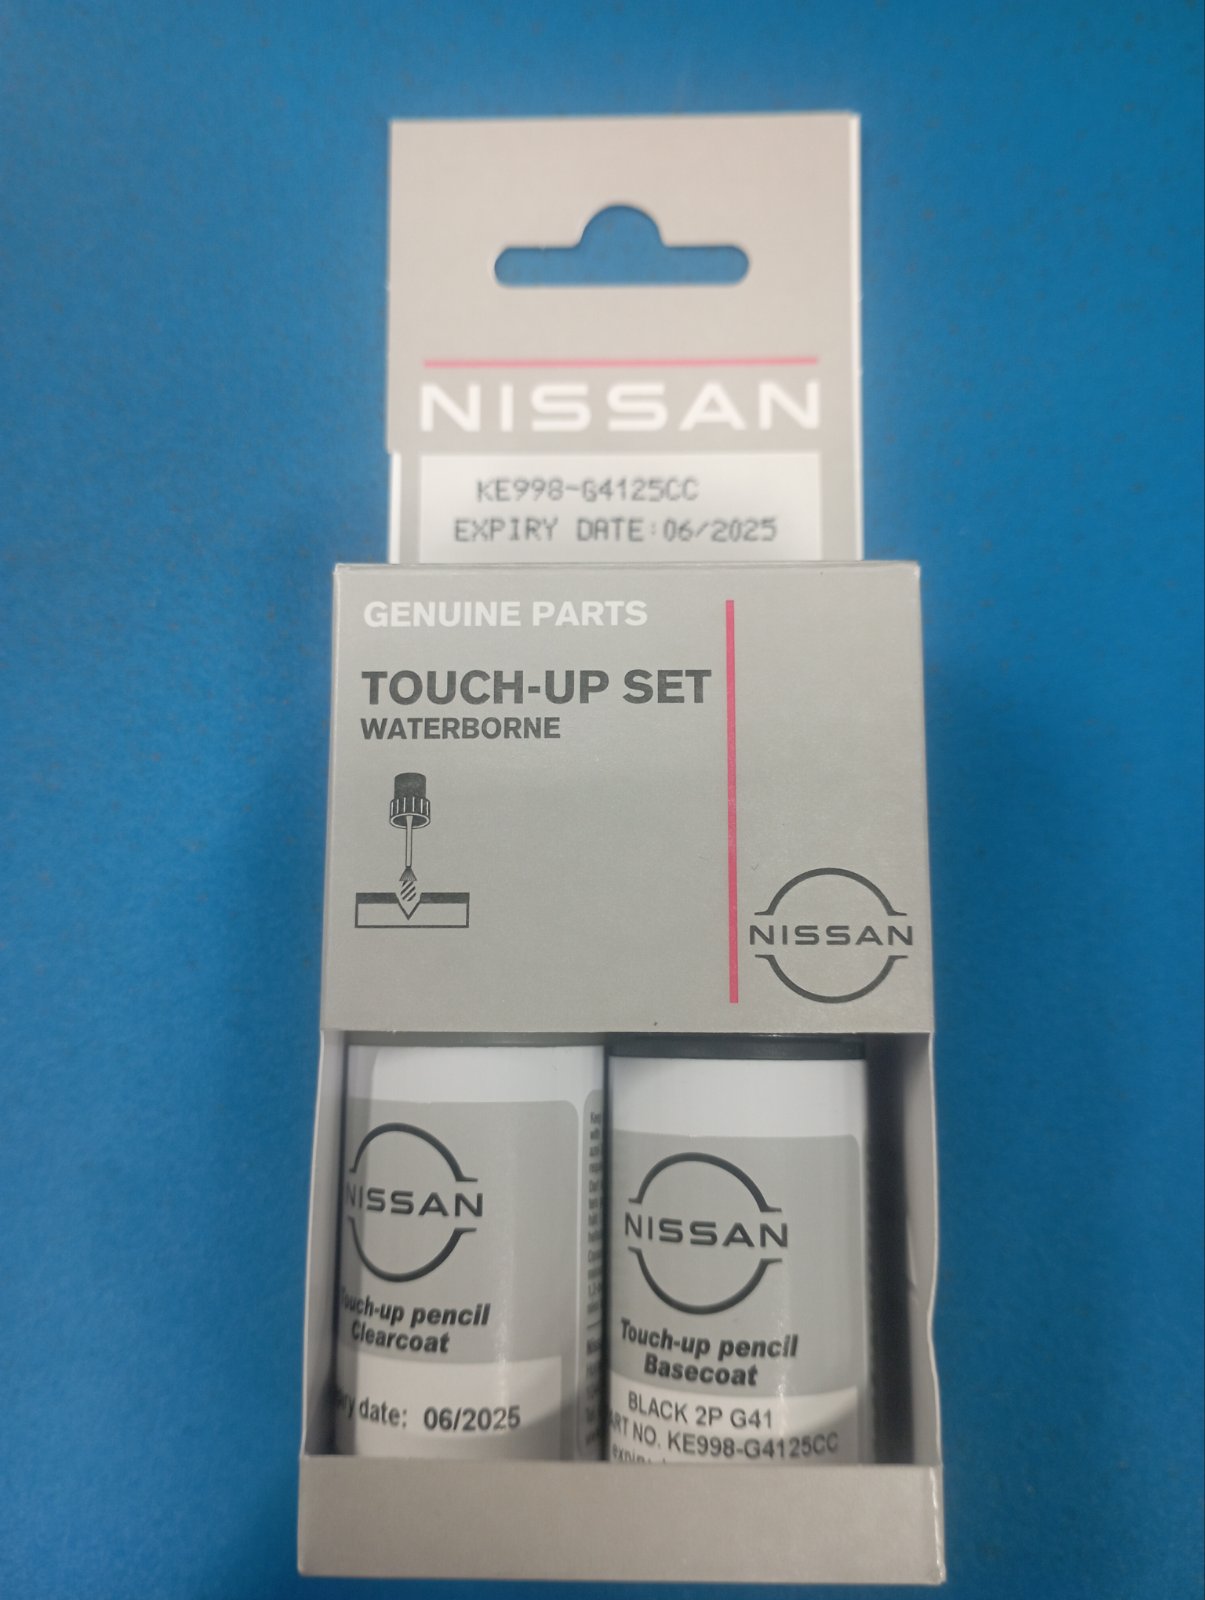 NISSAN
KE998-G4125CC
EXPIRY DATE:06/2025
GENUINE PARTS
TOUCH-UP SET
WATERBORNE
NISSAN
NISSAN
Touch-up pencil
Clearcoat
date: 06/2025
NISSAN
Touch-up pencil
Basecoat
BLACK 2P G41
NO. KE998-G4125CC